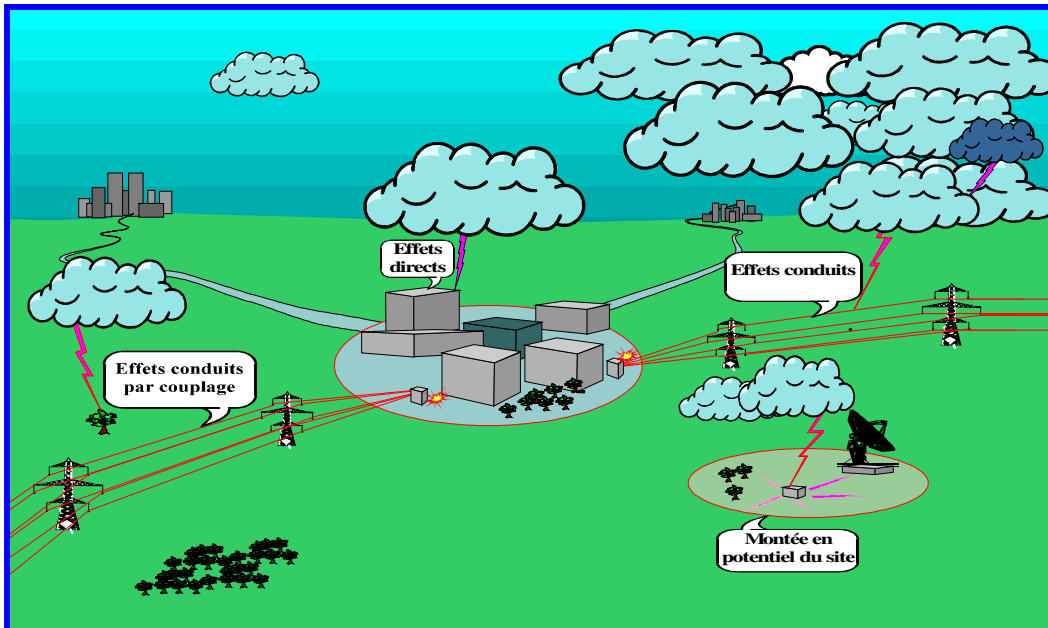 Effets
directs
Effets conduits
Effets conduits
par couplage
Montée en
potentiel du site